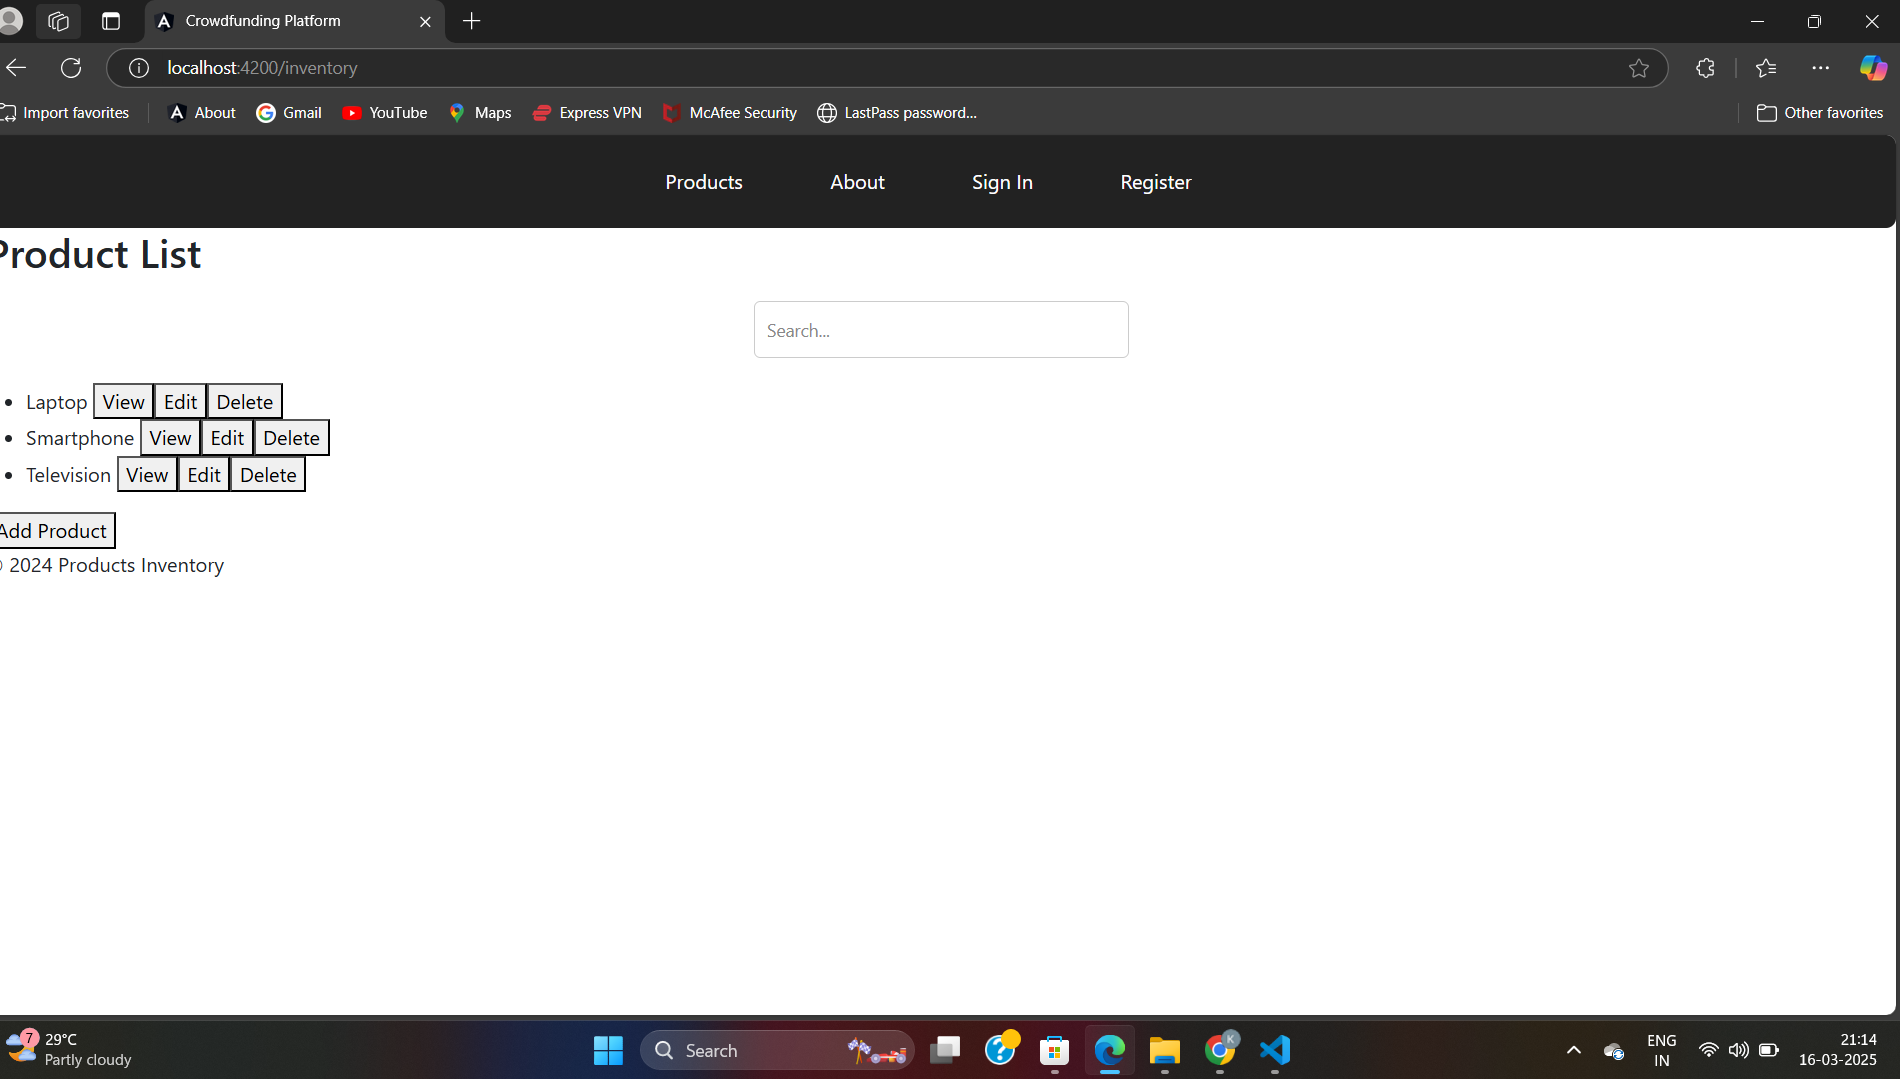 Crowdfunding Platform
localhost:4200/inventory
Import favorites About Gmail YouTube Maps Express VPN McAfee Security LastPass password... Other favorites
Products About Sign In Register
Product List
Search...
Laptop View Edit Delete
Smartphone View Edit Delete
Television View Edit Delete
Add Product
© 2024 Products Inventory
7 29°C
Partly cloudy
Search
K
ENG
IN
21:14
16-03-2025